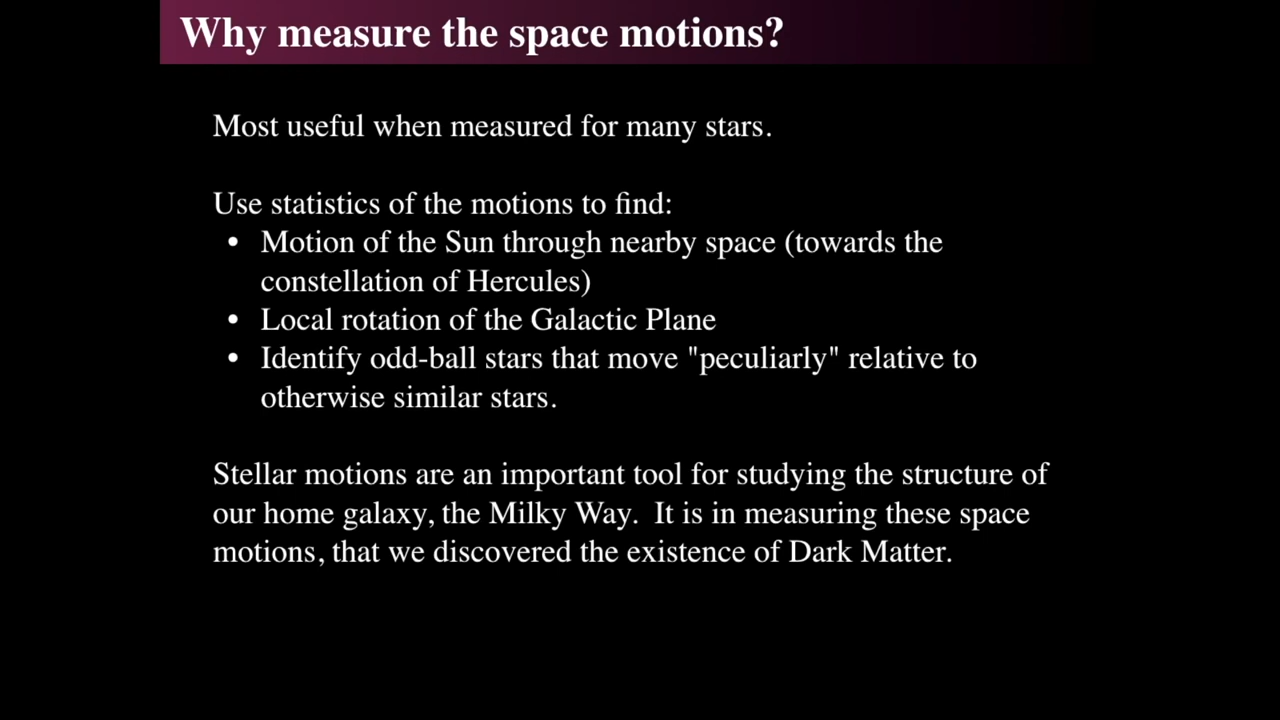 Why measure the space motions?
Most useful when measured for many stars.
Use statistics of the motions to find:
• Motion of the Sun through nearby space (towards the
constellation of Hercules)
• Local rotation of the Galactic Plane
• Identify odd-ball stars that move "peculiarly" relative to
otherwise similar stars.
Stellar motions are an important tool for studying the structure of
our home galaxy, the Milky Way.  It is in measuring these space
motions, that we discovered the existence of Dark Matter.